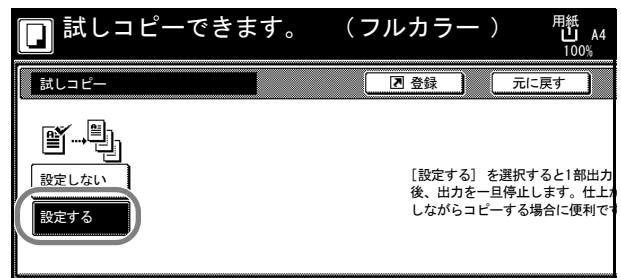 試しコピーできます。 （フルカラー ） 用紙 A4
100%
試しコピー 登録 元に戻す
設定しない
設定する
[設定する] を選択すると1部出力
後、出力を一旦停止します。仕上
しながらコピーする場合に便利で